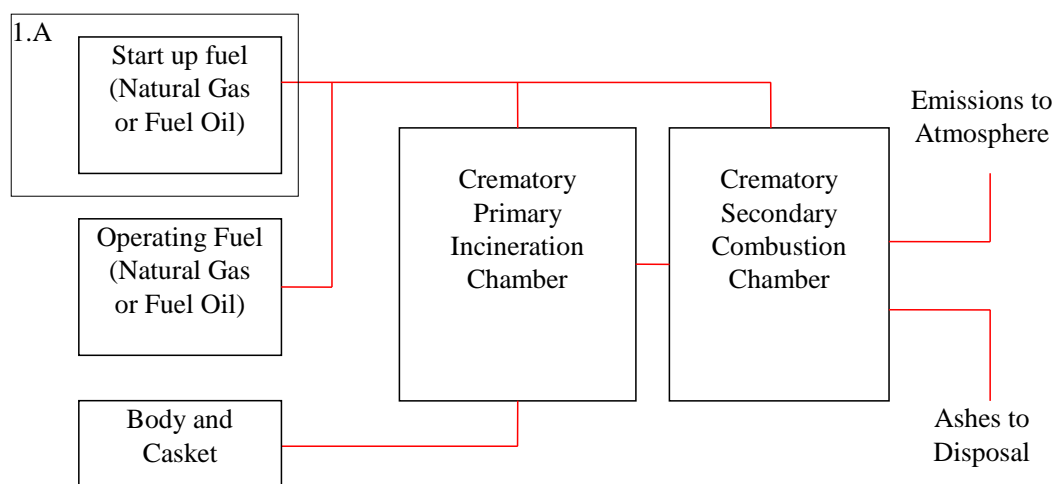 1.A
Start up fuel
(Natural Gas
or Fuel Oil)
Operating Fuel
(Natural Gas
or Fuel Oil)
Body and
Casket
Crematory
Primary
Incineration
Chamber
Crematory
Secondary
Combustion
Chamber
Emissions to
Atmosphere
Ashes to
Disposal